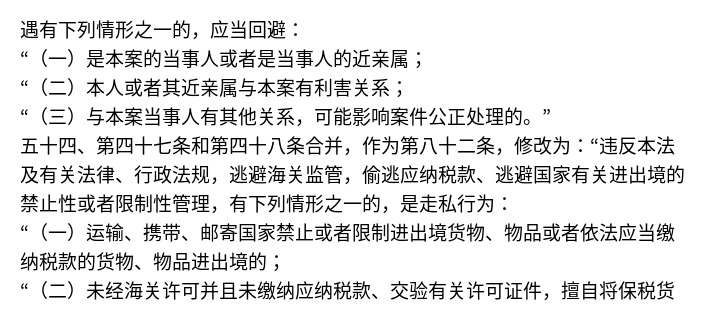 遇有下列情形之一的，应当回避：
“（一）是本案的当事人或者是当事人的近亲属；
“（二）本人或者其近亲属与本案有利害关系；
“（三）与本案当事人有其他关系，可能影响案件公正处理的。”
五十四、第四十七条和第四十八条合并，作为第八十二条，修改为：“违反本法
及有关法律、行政法规，逃避海关监管，偷逃应纳税款、逃避国家有关进出境的
禁止性或者限制性管理，有下列情形之一的，是走私行为：
“（一）运输、携带、邮寄国家禁止或者限制进出境货物、物品或者依法应当缴
纳税款的货物、物品进出境的；
“（二）未经海关许可并且未缴纳应纳税款、交验有关许可证件，擅自将保税货